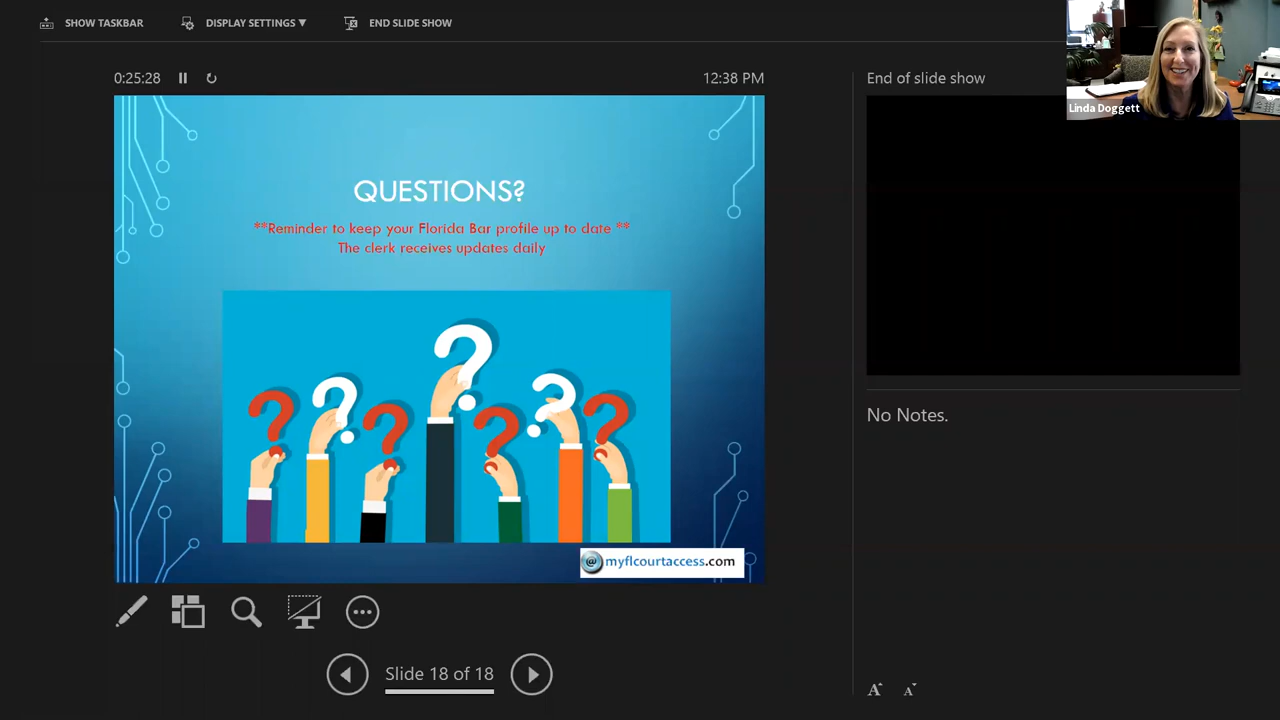 SHOW TASKBAR
DISPLAY SETTINGS ▼
END SLIDE SHOW
0:25:28
12:38 PM
End of slide show
Linda Doggett
QUESTIONS?
**Reminder to keep your Florida Bar profile up to date **
The clerk receives updates daily
? ? ? ? ? ? ?
@ myflcourtaccess.com
No Notes.
Slide 18 of 18
A A